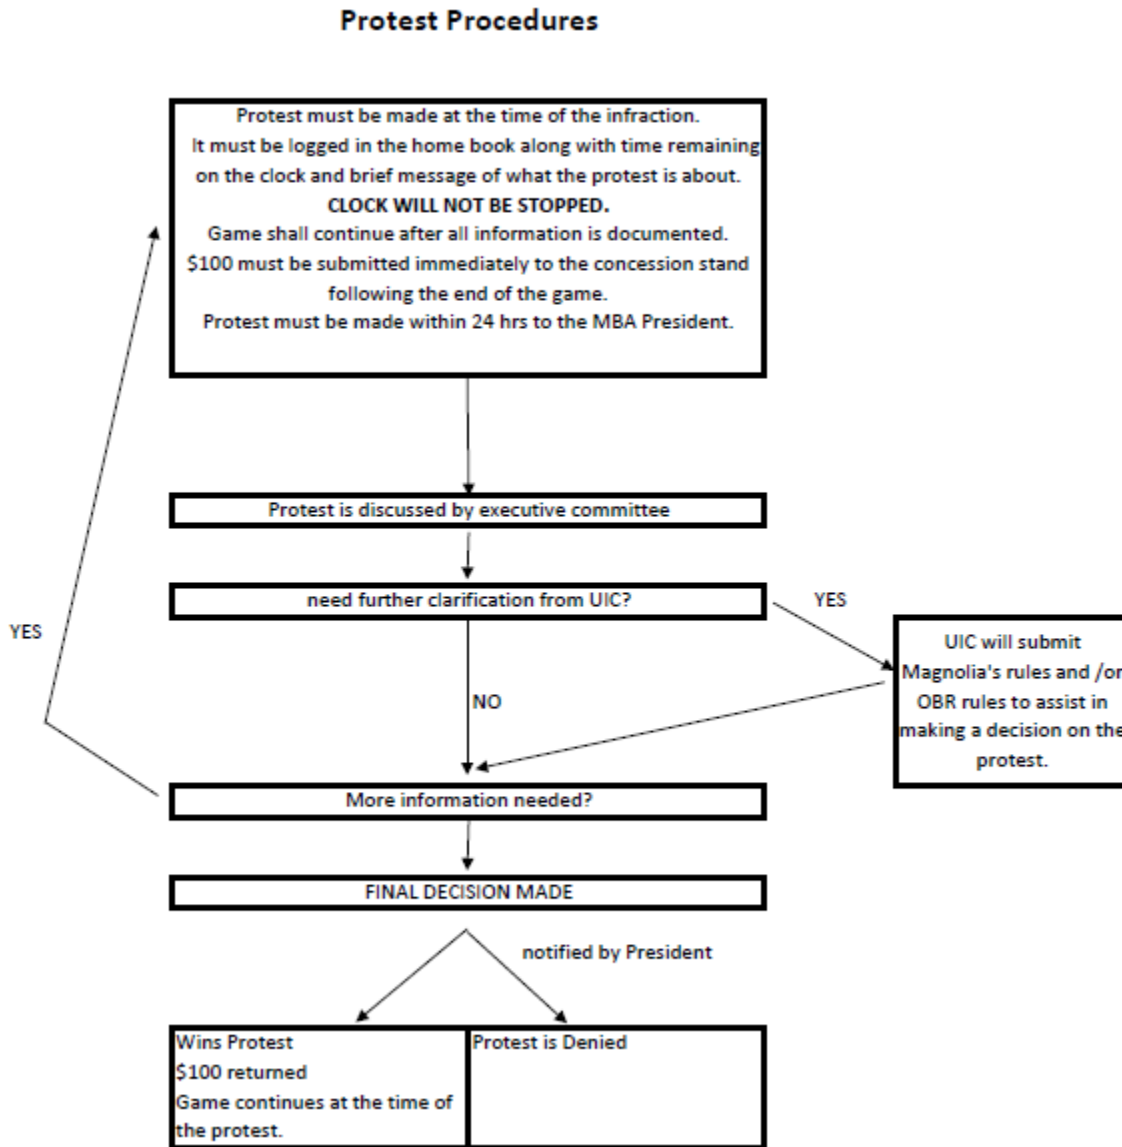 Protest Procedures
Protest must be made at the time of the infraction.
It must be logged in the home book along with time remaining
on the clock and brief message of what the protest is about.
CLOCK WILL NOT BE STOPPED.
Game shall continue after all information is documented.
$100 must be submitted immediately to the concession stand
following the end of the game.
Protest must be made within 24 hrs to the MBA President.
Protest is discussed by executive committee
need further clarification from UIC?
YES
YES
UIC will submit
Magnolia's rules and /or
OBR rules to assist in
making a decision on the
protest.
NO
More information needed?
FINAL DECISION MADE
notified by President
Wins Protest
$100 returned
Game continues at the time of
the protest.
Protest is Denied